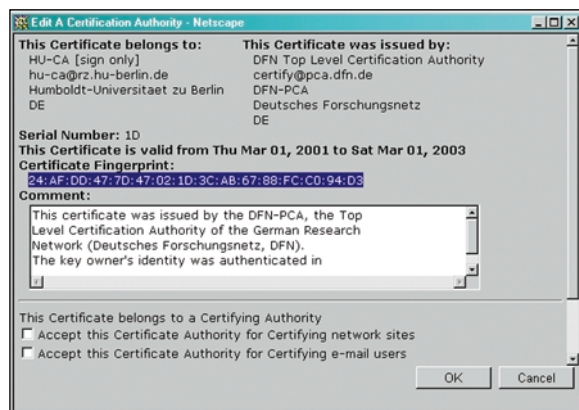 Edit A Certification Authority - Netscape
This Certificate belongs to:
HU-CA [sign only]
hu-ca@rz.hu-berlin.de
Humboldt-Universitaet zu Berlin
DE
This Certificate was issued by:
DFN Top Level Certification Authority
certify@pca.dfn.de
DFN-PCA
Deutsches Forschungsnetz
DE
Serial Number: 1D
This Certificate is valid from Thu Mar 01, 2001 to Sat Mar 01, 2003
Certificate Fingerprint:
24:AF:DD:47:7D:47:02:1D:3C:AB:67:88:FC:C0:94:D3
Comment:
This certificate was issued by the DFN-PCA, the Top
Level Certification Authority of the German Research
Network (Deutsches Forschungsnetz, DFN).
The key owner's identity was authenticated in
This Certificate belongs to a Certifying Authority
Accept this Certificate Authority for Certifying network sites
Accept this Certificate Authority for Certifying e-mail users
OK
Cancel